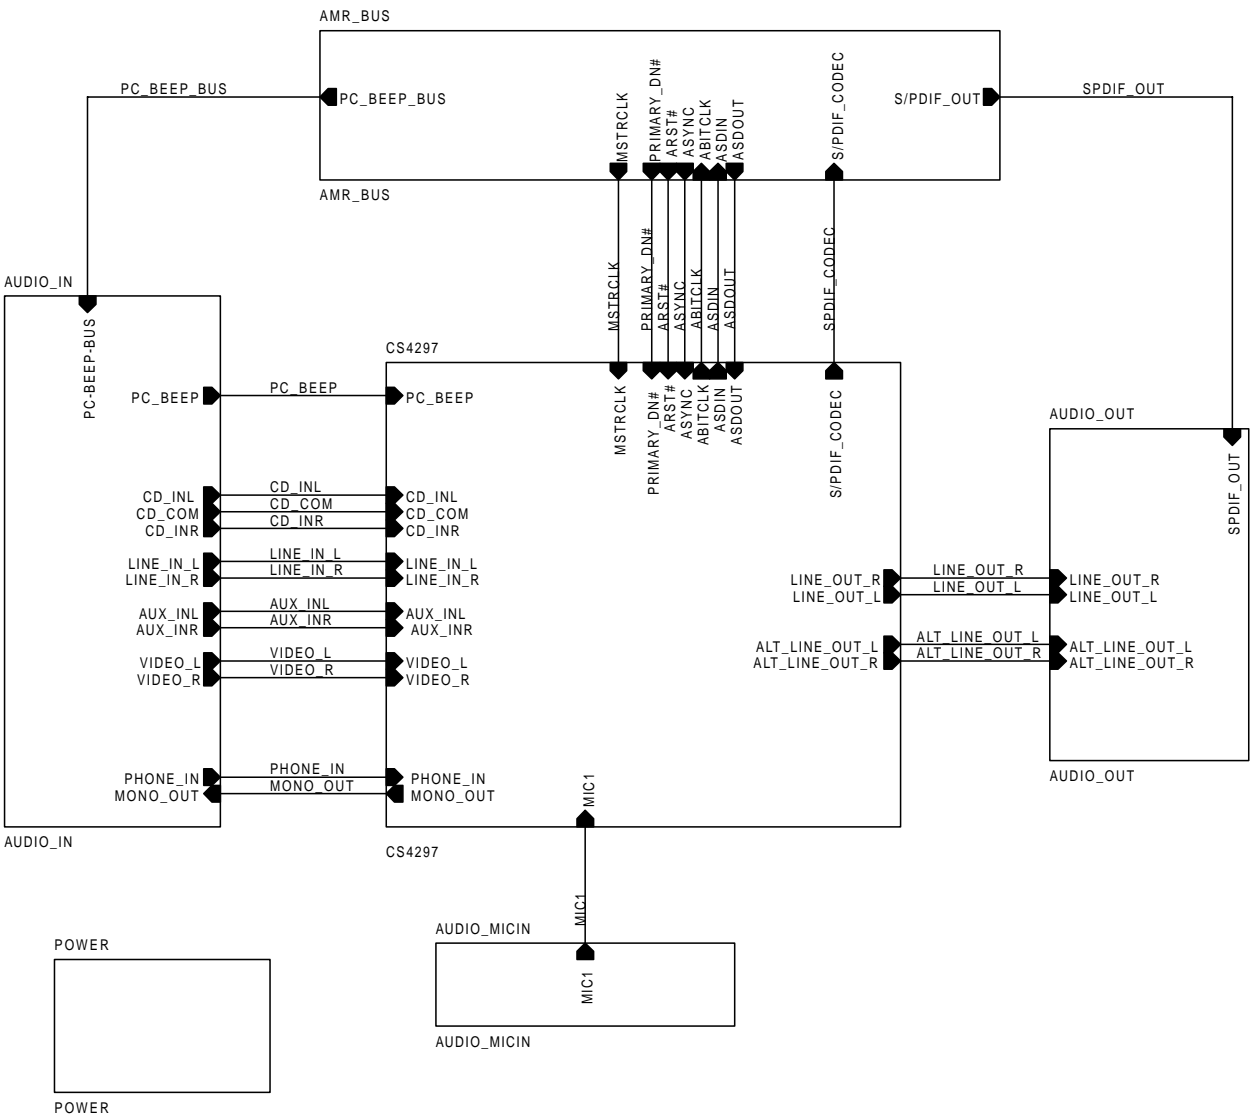 AMR_BUS
PC_BEEP_BUS
PC_BEEP_BUS
MSTRCLK
PRIMARY_DN#
ARST#
ASYNC
ABITCLK
ASDIN
ASDOUT
S/PDIF_CODEC
S/PDIF_OUT
SPDIF_OUT
AMR_BUS
MSTRCLK
PRIMARY_DN#
ARST#
ASYNC
ABITCLK
ASDIN
ASDOUT
SPDIF_CODEC
AUDIO_IN
PC-BEEP-BUS
CS4297
PC_BEEP
PC_BEEP
PC_BEEP
MSTRCLK
PRIMARY_DN#
ARST#
ASYNC
ABITCLK
ASDIN
ASDOUT
S/PDIF_CODEC
AUDIO_OUT
SPDIF_OUT
CD_INL
CD_INL
CD_INL
CD_COM
CD_COM
CD_COM
CD_INR
CD_INR
CD_INR
LINE_IN_L
LINE_IN_L
LINE_IN_L
LINE_IN_R
LINE_IN_R
LINE_IN_R
LINE_OUT_R
LINE_OUT_R
LINE_OUT_R
LINE_OUT_L
LINE_OUT_L
LINE_OUT_L
AUX_INL
AUX_INL
AUX_INL
AUX_INR
AUX_INR
AUX_INR
ALT_LINE_OUT_L
ALT_LINE_OUT_L
ALT_LINE_OUT_L
ALT_LINE_OUT_R
ALT_LINE_OUT_R
ALT_LINE_OUT_R
VIDEO_L
VIDEO_L
VIDEO_L
VIDEO_R
VIDEO_R
VIDEO_R
PHONE_IN
PHONE_IN
PHONE_IN
MONO_OUT
MONO_OUT
MONO_OUT
MIC1
AUDIO_OUT
AUDIO_IN
CS4297
MIC1
AUDIO_MICIN
MIC1
AUDIO_MICIN
POWER
POWER